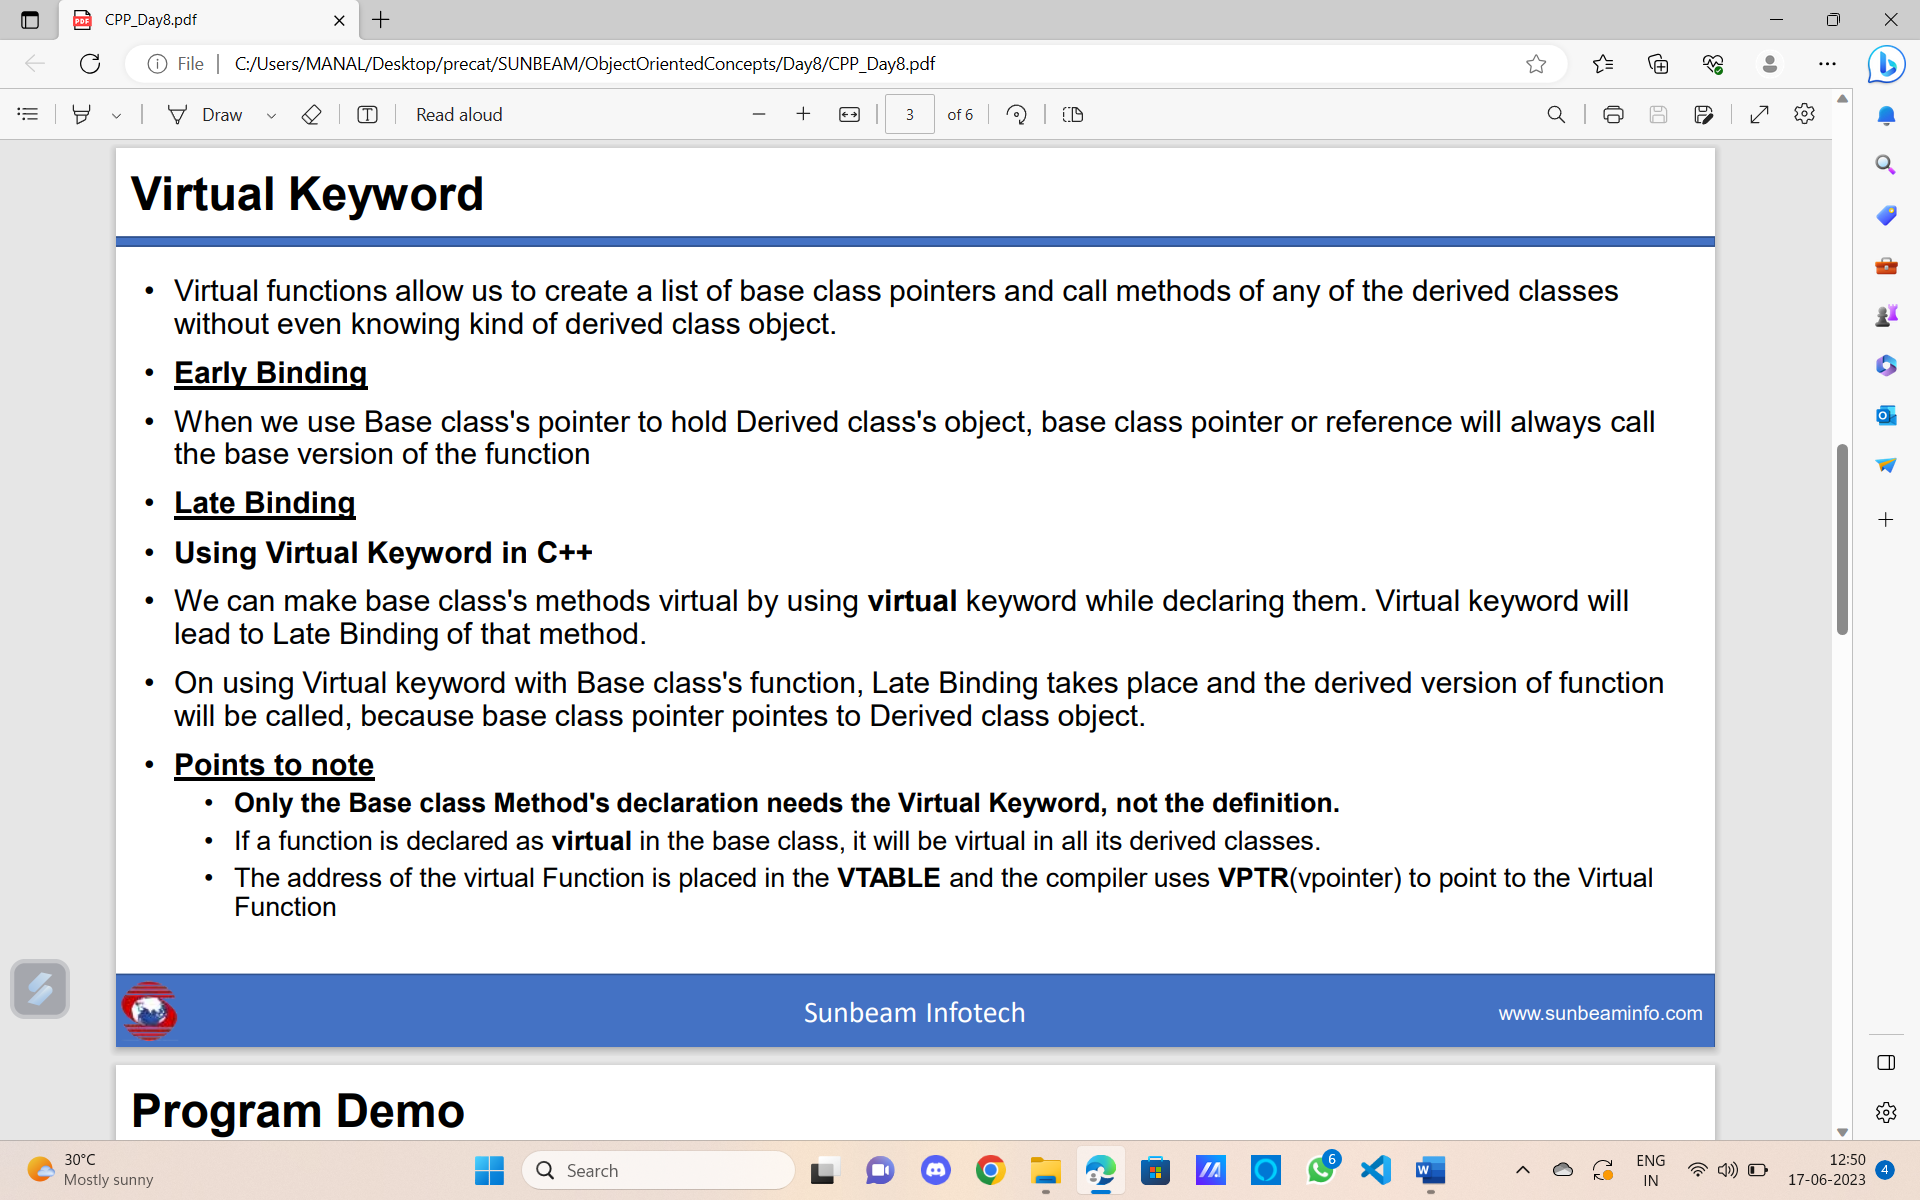 CPP_Day8.pdf
File
C:/Users/MANAL/Desktop/precat/SUNBEAM/ObjectOrientedConcepts/Day8/CPP_Day8.pdf
Draw
Read aloud
3
of 6
Virtual Keyword
• Virtual functions allow us to create a list of base class pointers and call methods of any of the derived classes
without even knowing kind of derived class object.
• Early Binding
• When we use Base class's pointer to hold Derived class's object, base class pointer or reference will always call
the base version of the function
• Late Binding
• Using Virtual Keyword in C++
• We can make base class's methods virtual by using virtual keyword while declaring them. Virtual keyword will
lead to Late Binding of that method.
• On using Virtual keyword with Base class's function, Late Binding takes place and the derived version of function
will be called, because base class pointer pointes to Derived class object.
• Points to note
• Only the Base class Method's declaration needs the Virtual Keyword, not the definition.
• If a function is declared as virtual in the base class, it will be virtual in all its derived classes.
• The address of the virtual Function is placed in the VTABLE and the compiler uses VPTR(vpointer) to point to the Virtual
Function
Sunbeam Infotech
www.sunbeaminfo.com
Program Demo
30°C
Mostly sunny
Search
6
ENG
IN
12:50
17-06-2023
4